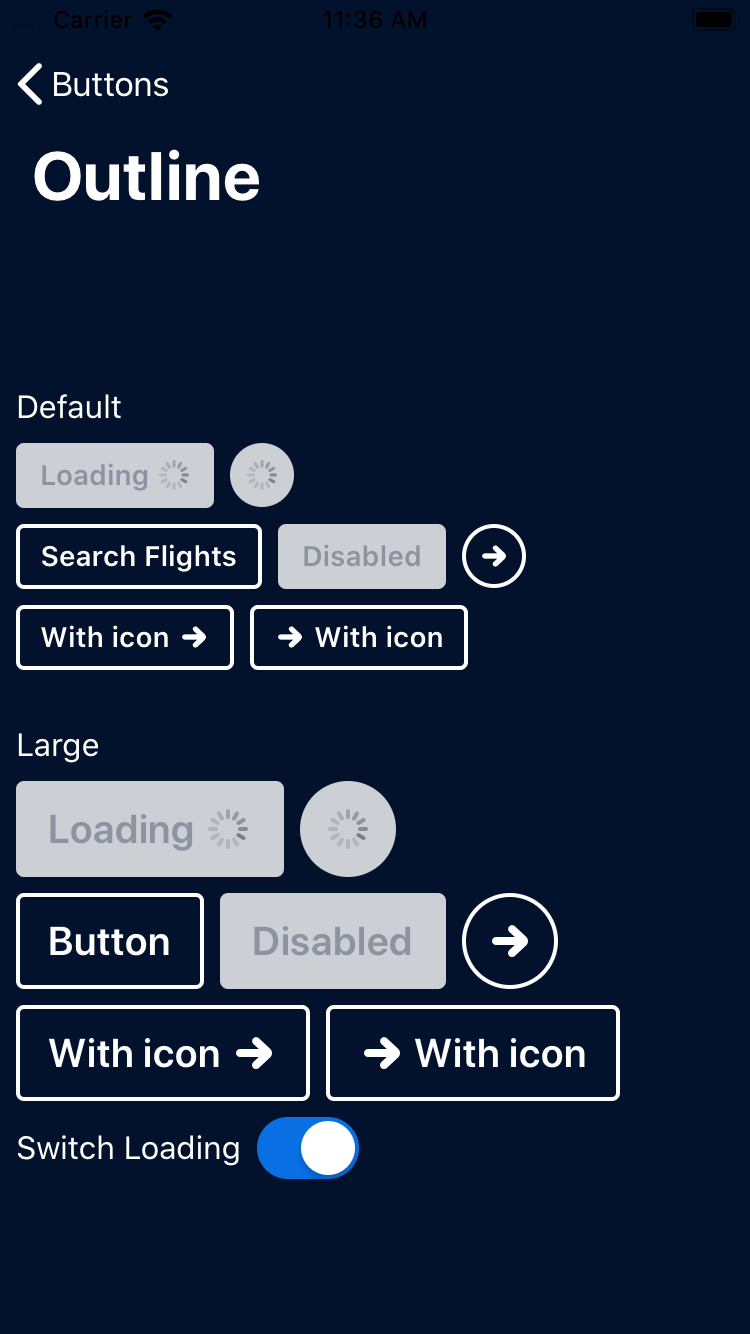 Carrier 11:36 AM
Buttons
Outline
Default
Loading
Search Flights Disabled
With icon With icon
Large
Loading
Button Disabled
With icon With icon
Switch Loading